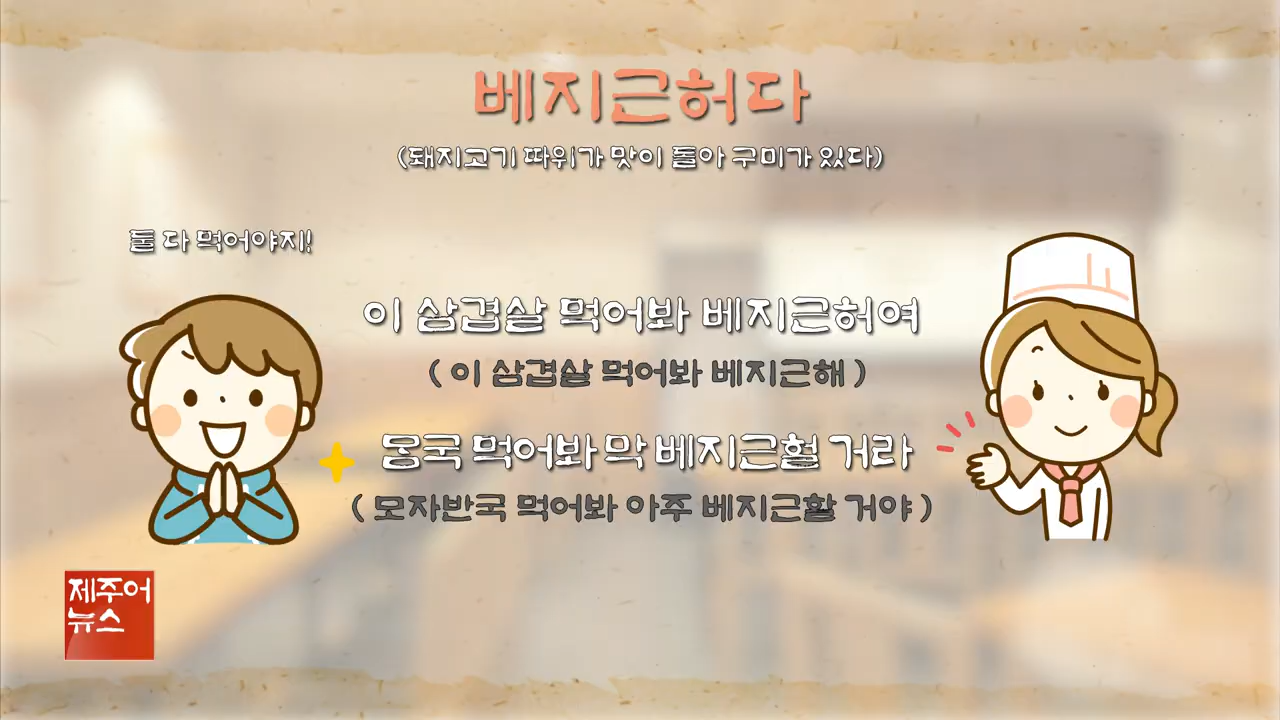 베지근허다
(돼지고기 따위가 맛이 돌아 구미가 있다)
둘 다 먹어야지!
이 삼겹살 먹어봐 베지근허여
( 이 삼겹살 먹어봐 베지근해 )
몸국 먹어봐 막 베지근헐 거라
( 모자반국 먹어봐 아주 베지근할 거야 )
제주어
뉴스